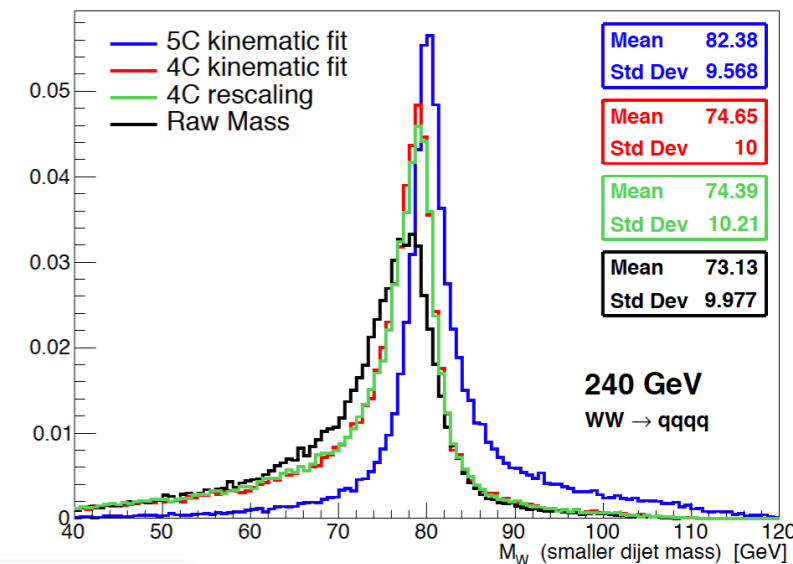 5C kinematic fit
4C kinematic fit
4C rescaling
Raw Mass
Mean 82.38
Std Dev 9.568
Mean 74.65
Std Dev 10
Mean 74.39
Std Dev 10.21
Mean 73.13
Std Dev 9.977
240 GeV
WW → qqqq
0.05
0.04
0.03
0.02
0.01
0
40 50 60 70 80 90 100 110 120
M_W (smaller dijet mass) [GeV]